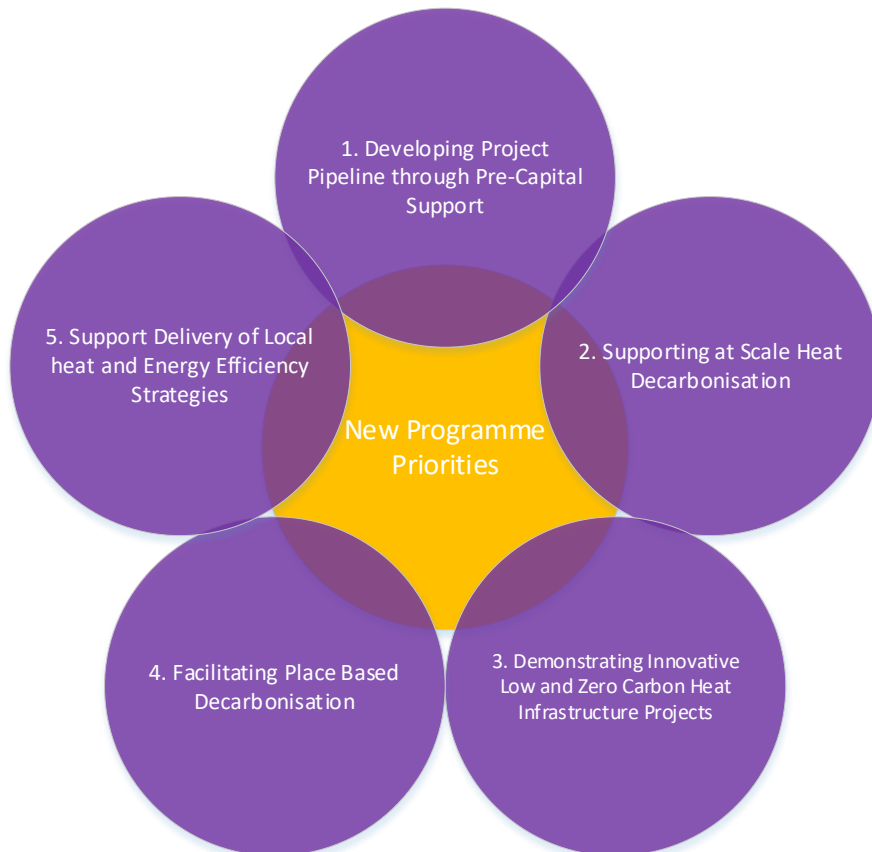 1. Developing Project
Pipeline through Pre-Capital
Support
2. Supporting at Scale Heat
Decarbonisation
3. Demonstrating Innovative
Low and Zero Carbon Heat
Infrastructure Projects
4. Facilitating Place Based
Decarbonisation
5. Support Delivery of Local
heat and Energy Efficiency
Strategies
New Programme
Priorities